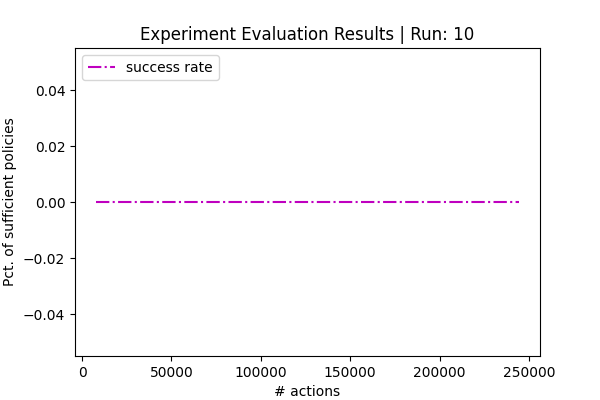 Experiment Evaluation Results | Run: 10
success rate
Pct. of sufficient policies
0.04
0.02
0.00
−0.02
−0.04
0 50000 100000 150000 200000 250000
# actions